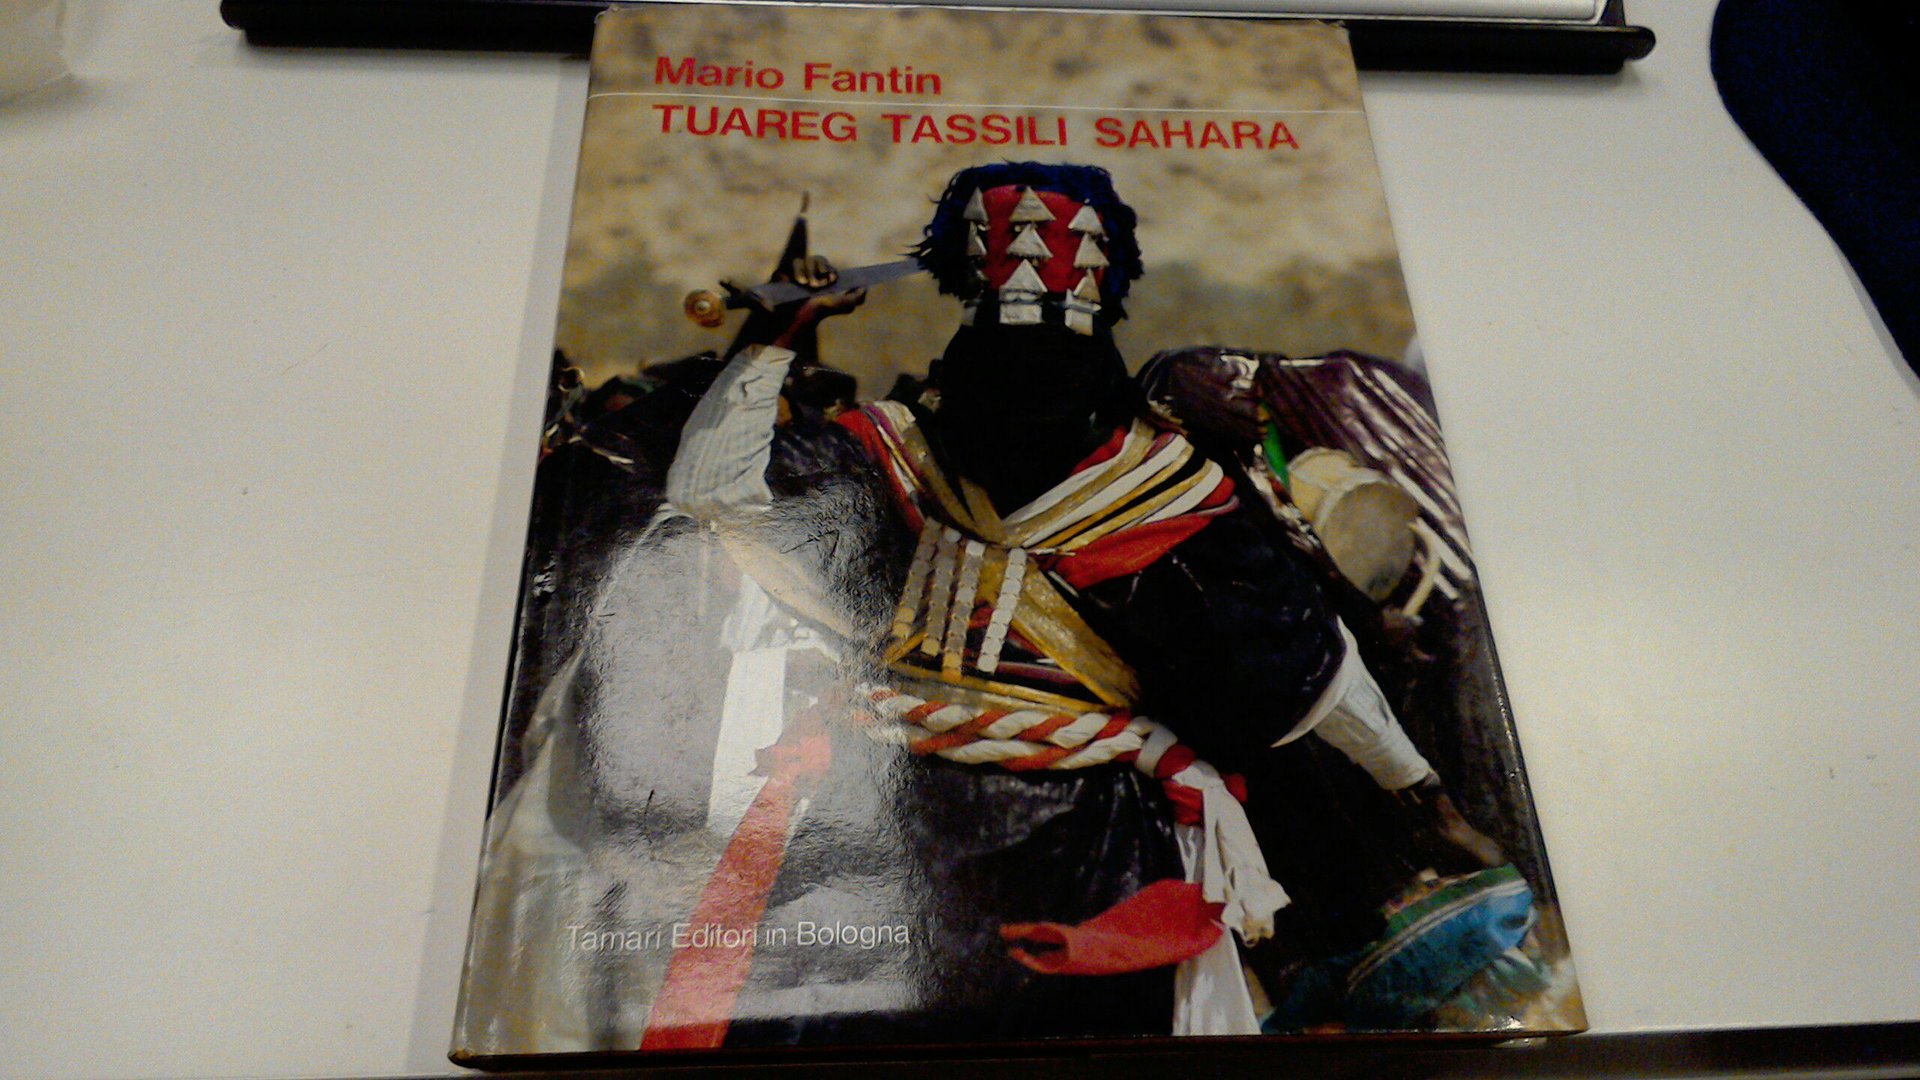 Mario Fantin
TUAREG TASSILI SAHARA
Tamari Editori in Bologna